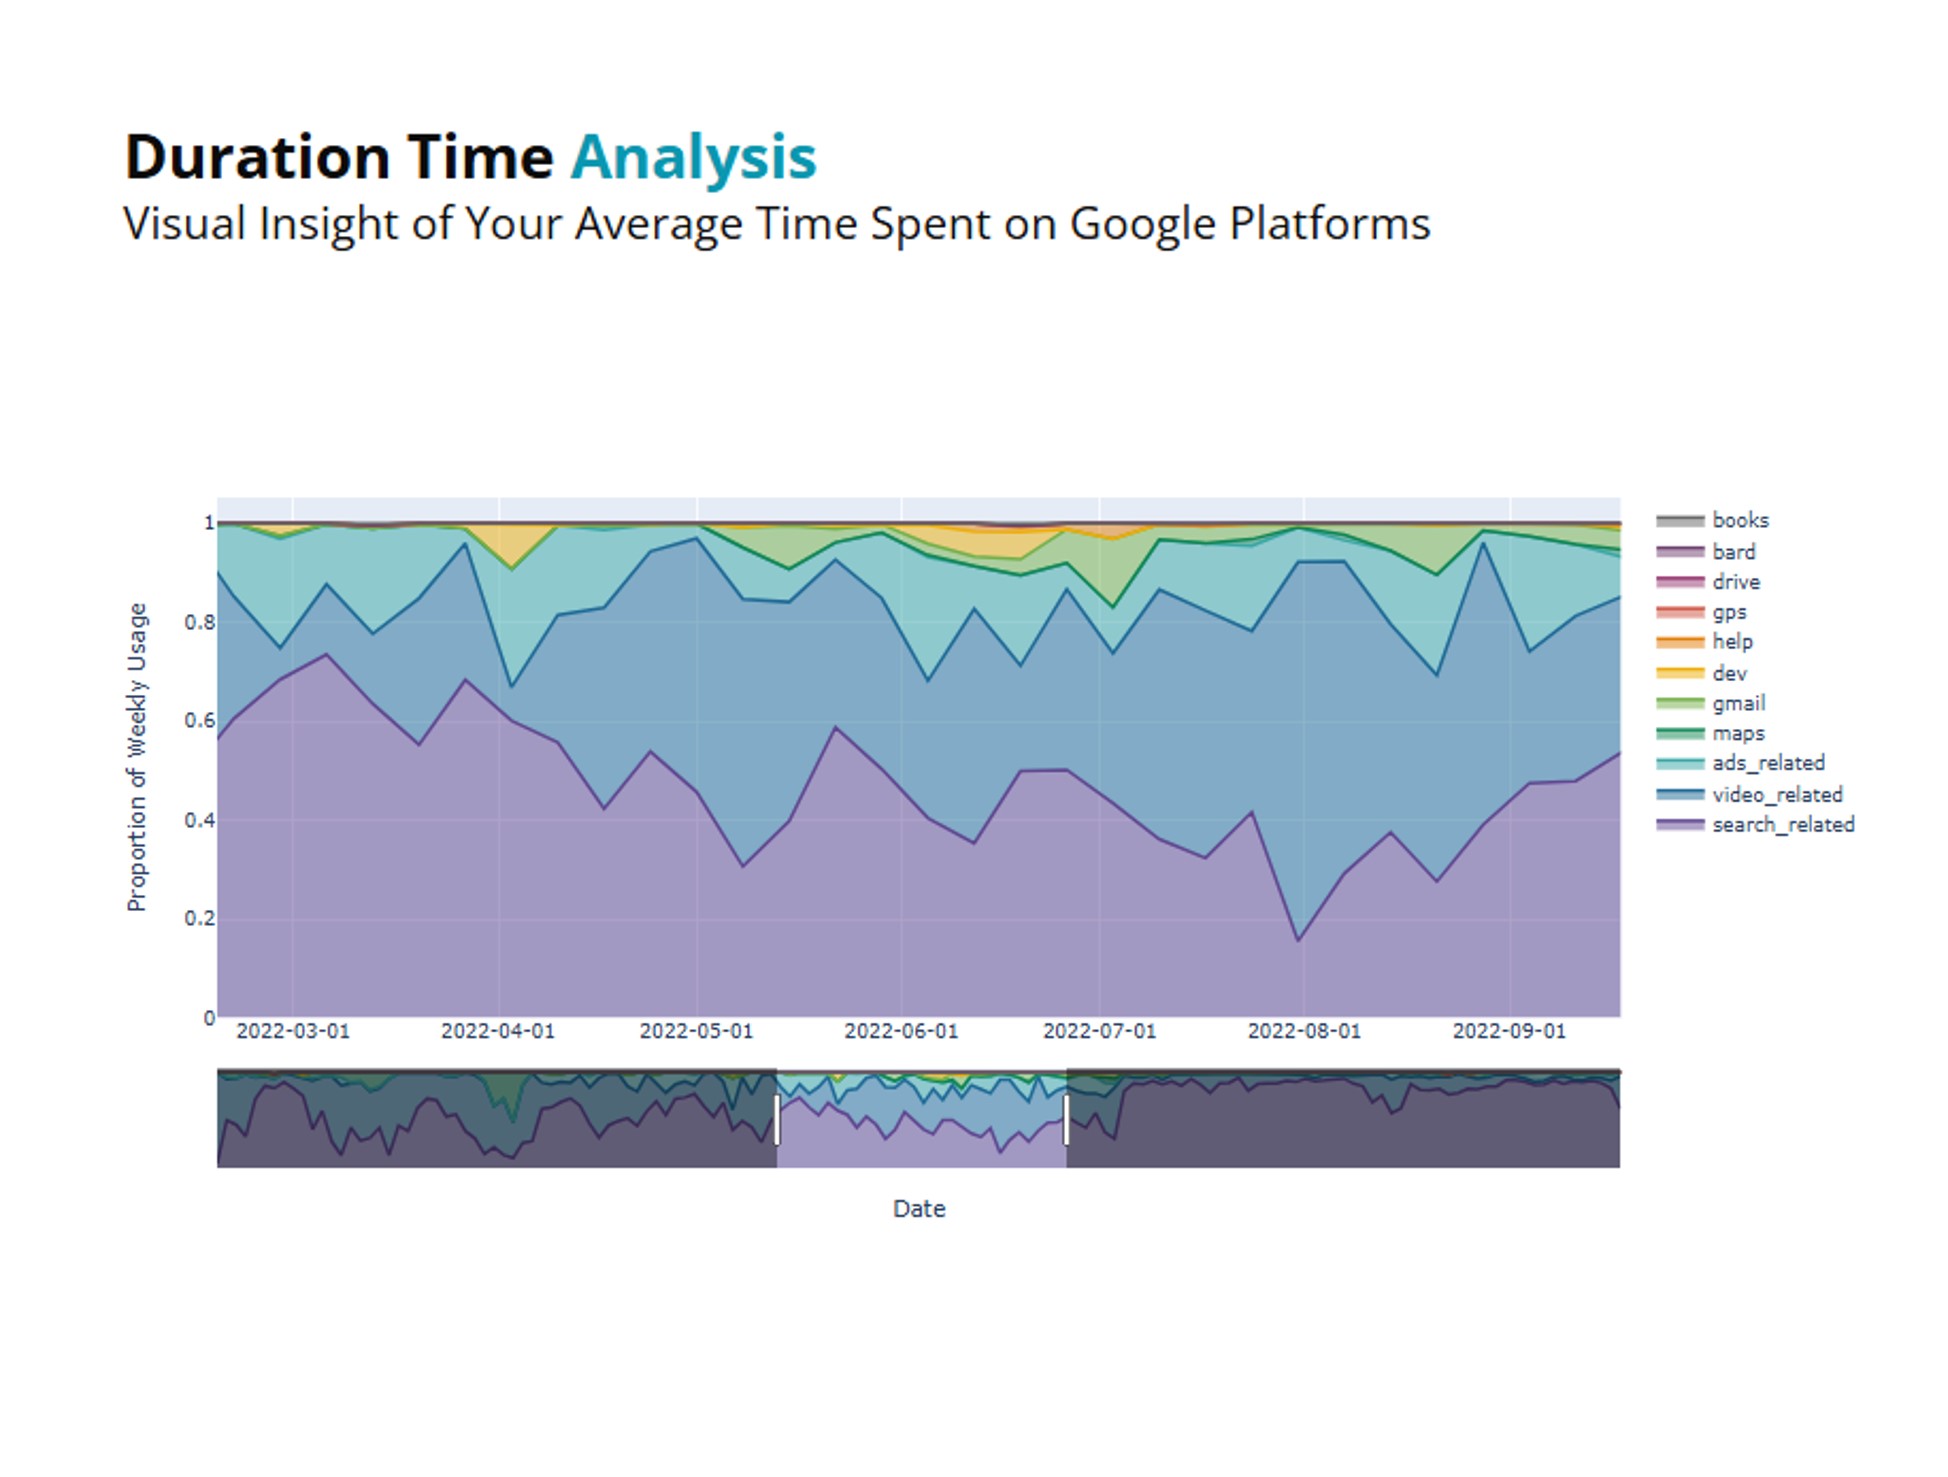 Duration Time Analysis
Visual Insight of Your Average Time Spent on Google Platforms
Proportion of Weekly Usage
1
0.8
0.6
0.4
0.2
0
2022-03-01
2022-04-01
2022-05-01
2022-06-01
2022-07-01
2022-08-01
2022-09-01
Date
books
bard
drive
gps
help
dev
gmail
maps
ads_related
video_related
search_related